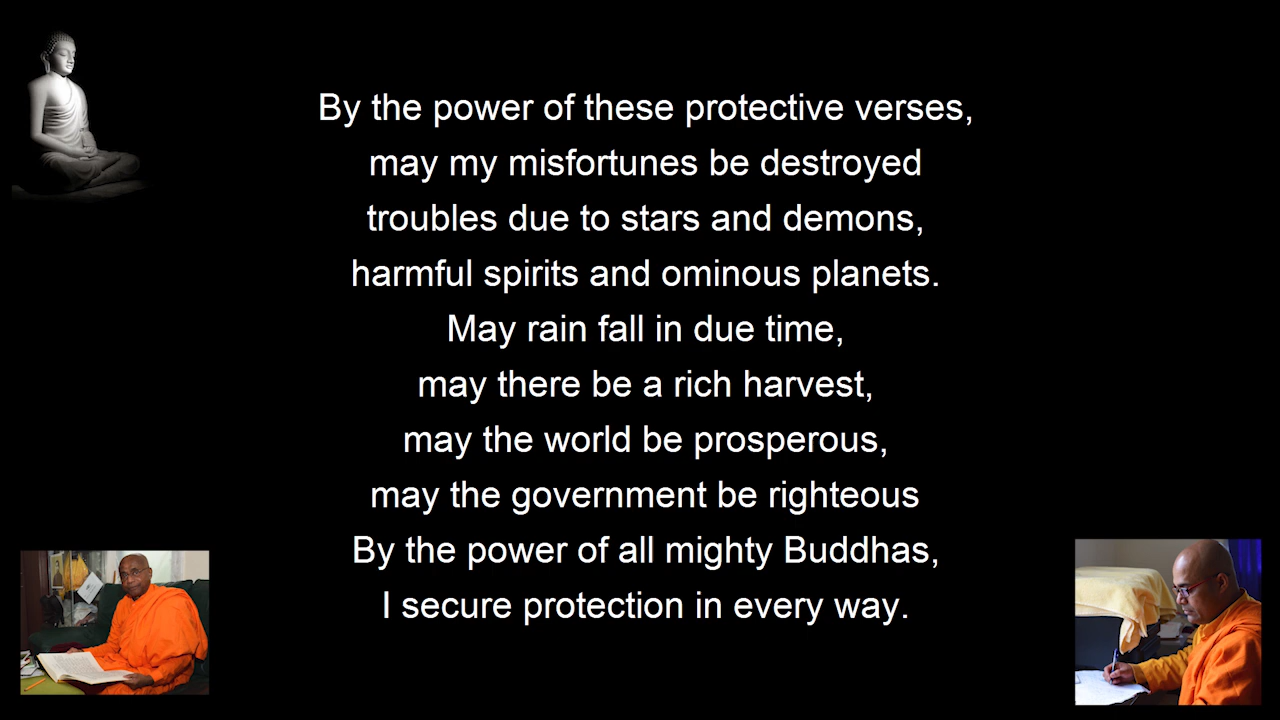 By the power of these protective verses,
may my misfortunes be destroyed
troubles due to stars and demons,
harmful spirits and ominous planets.
May rain fall in due time,
may there be a rich harvest,
may the world be prosperous,
may the government be righteous
By the power of all mighty Buddhas,
I secure protection in every way.